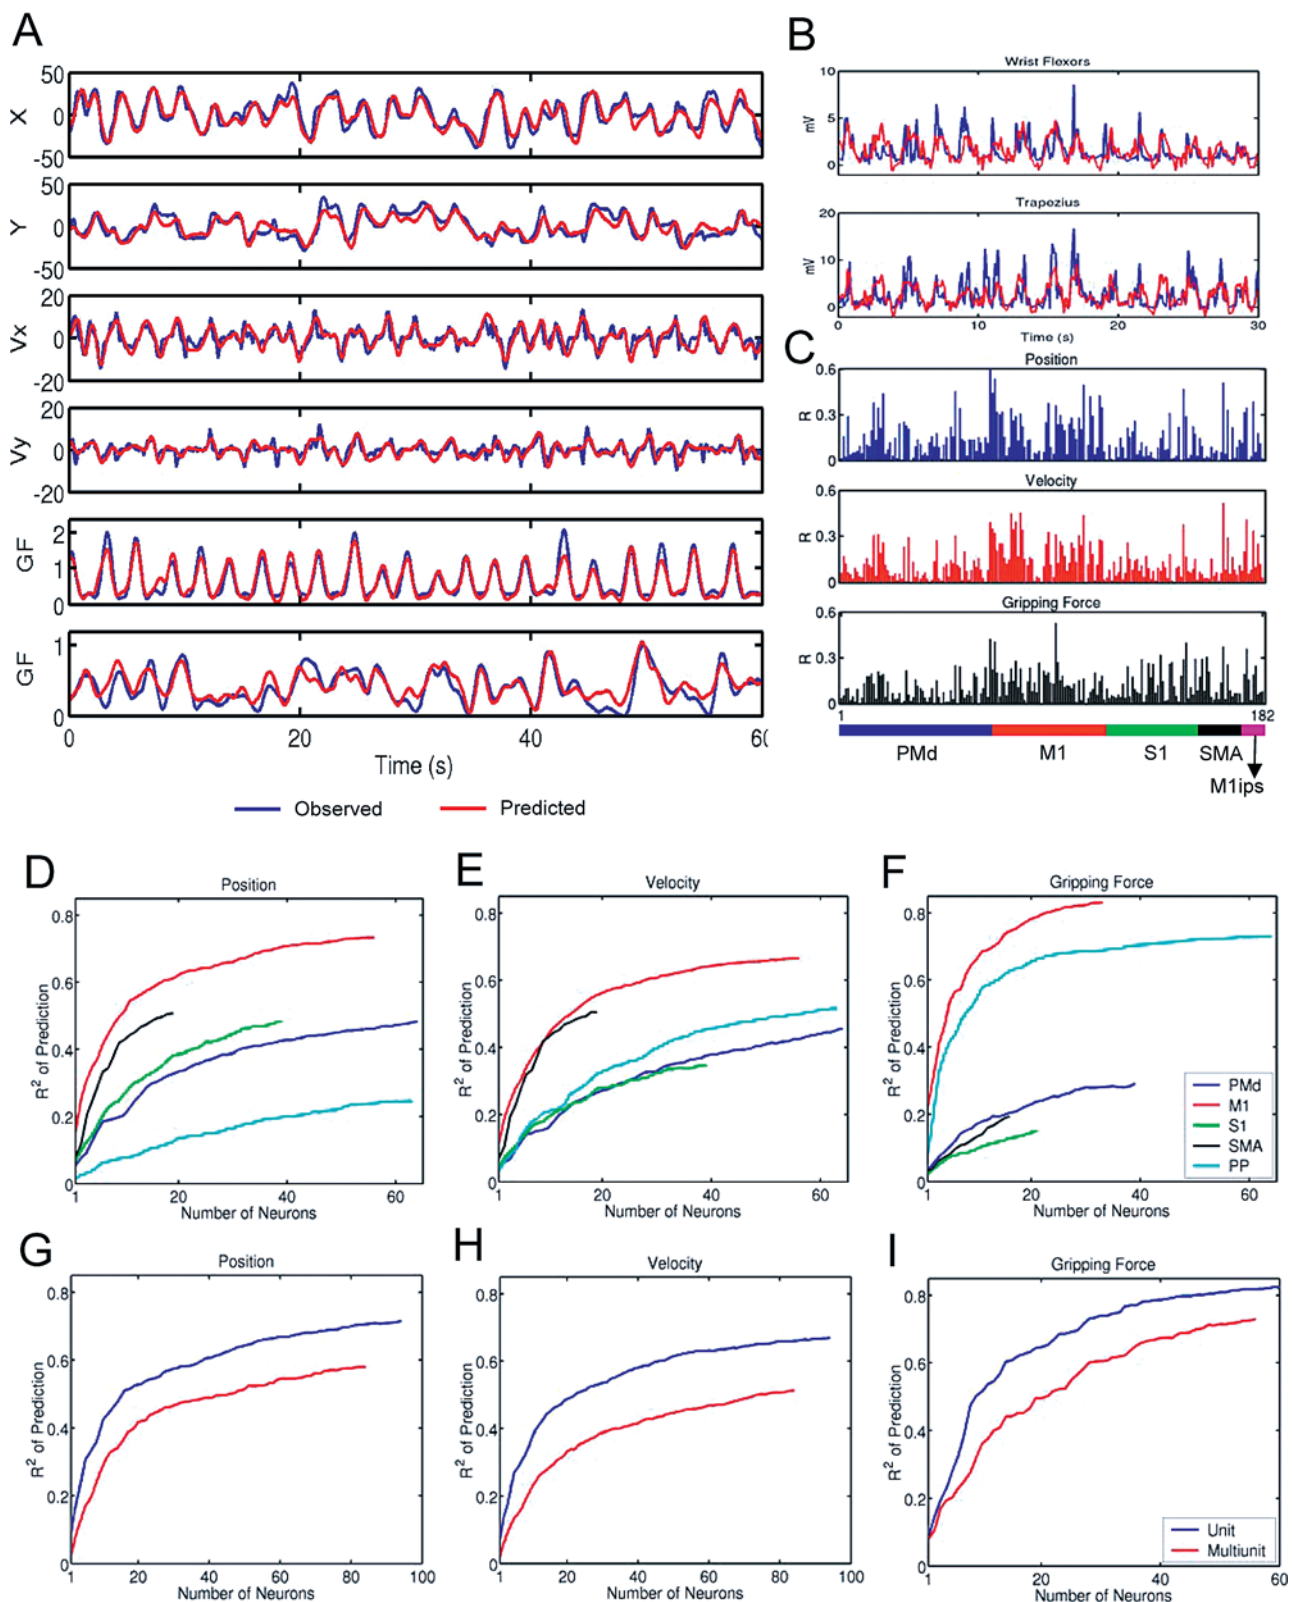 A
X
50
0
-50
Y
50
0
-50
Vx
20
0
-20
Vy
20
0
-20
GF
2
1
0
GF
1
0
0
20
40
60
Time (s)
Observed
Predicted
B
Wrist Flexors
10
5
0
mV
Trapezius
20
10
0
mV
0
10
20
30
Time (s)
C
Position
0.6
0.3
0
R
Velocity
0.6
0.3
0
R
Gripping Force
0.6
0.3
0
R
1
182
PMd
M1
S1
SMA
M1ips
D
Position
0.8
0.6
0.4
0.2
0
R² of Prediction
1
20
40
60
Number of Neurons
E
Velocity
0.8
0.6
0.4
0.2
0
R² of Prediction
1
20
40
60
Number of Neurons
F
Gripping Force
0.8
0.6
0.4
0.2
0
R² of Prediction
1
20
40
60
Number of Neurons
PMd
M1
S1
SMA
PP
G
Position
0.8
0.6
0.4
0.2
0
R² of Prediction
1
20
40
60
80
100
Number of Neurons
H
Velocity
0.8
0.6
0.4
0.2
0
R² of Prediction
1
20
40
60
80
100
Number of Neurons
I
Gripping Force
0.8
0.6
0.4
0.2
0
R² of Prediction
1
20
40
60
Number of Neurons
Unit
Multiunit